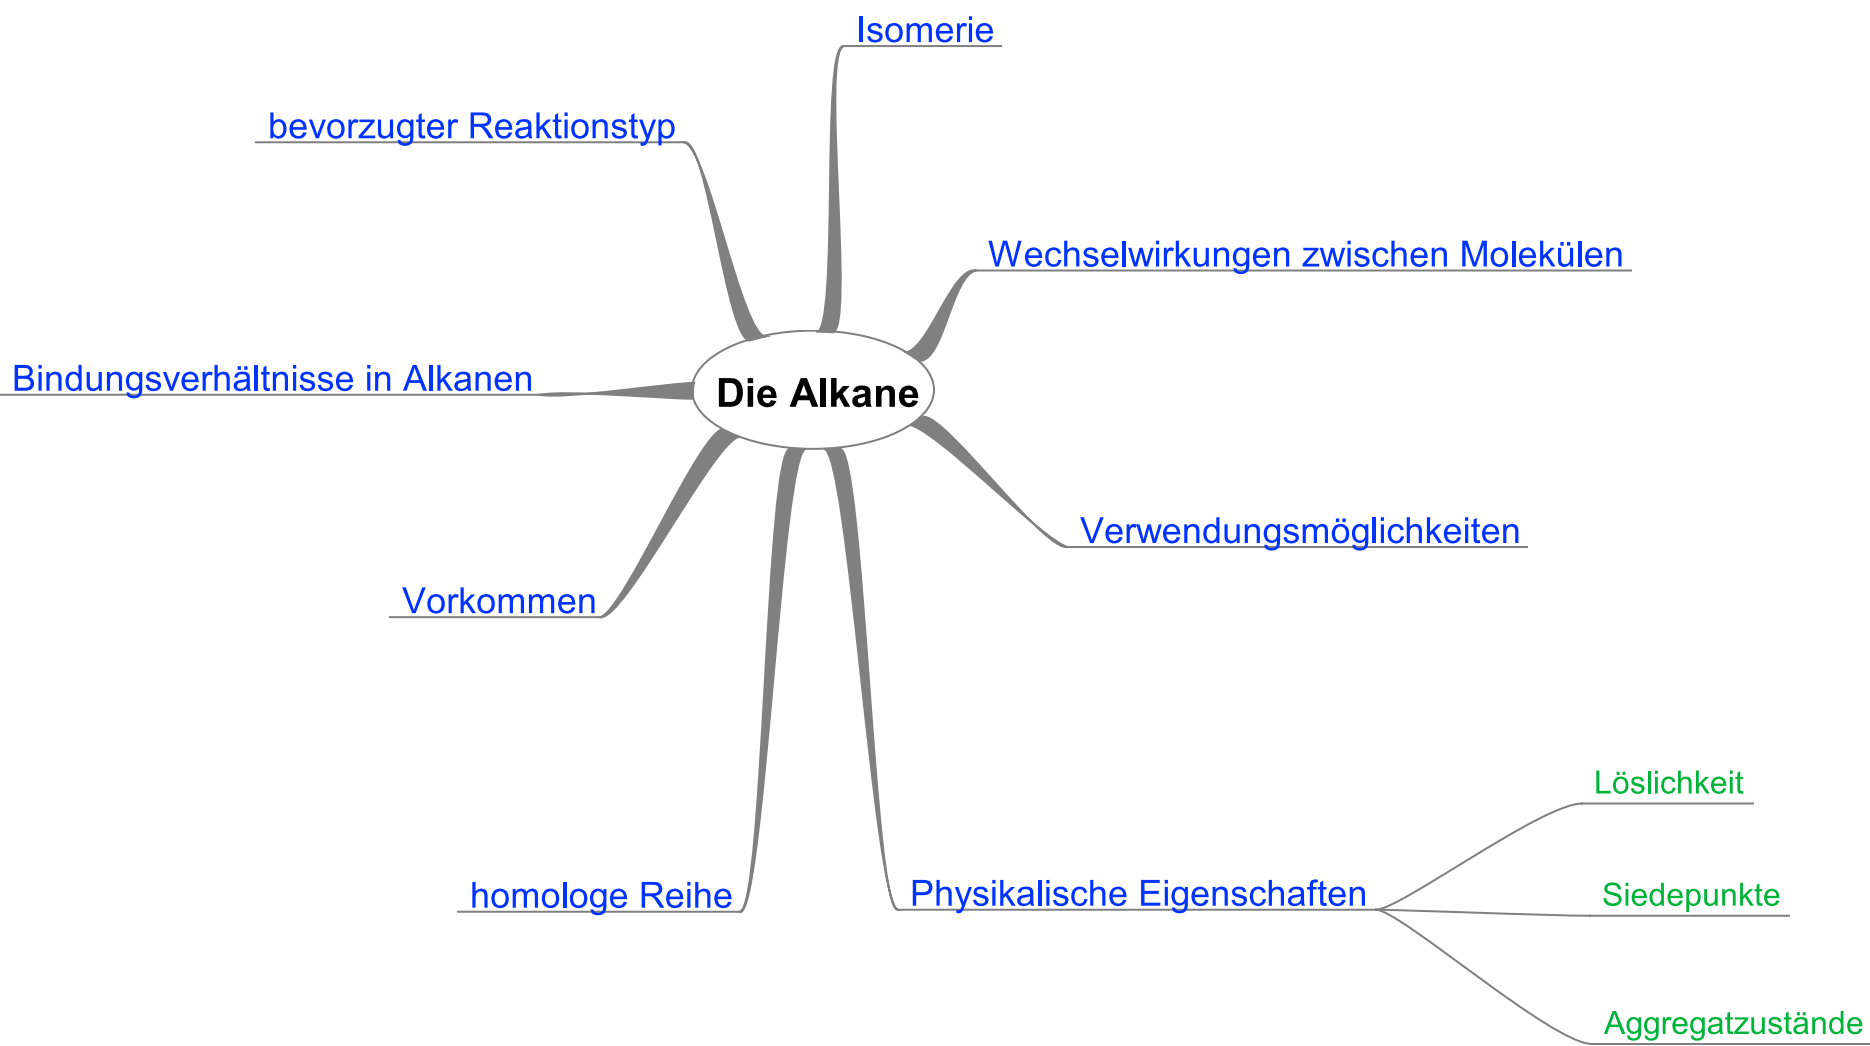 Isomerie
bevorzugter Reaktionstyp
Wechselwirkungen zwischen Molekülen
Bindungsverhältnisse in Alkanen
Die Alkane
Verwendungsmöglichkeiten
Vorkommen
Löslichkeit
homologe Reihe
Physikalische Eigenschaften
Siedepunkte
Aggregatzustände